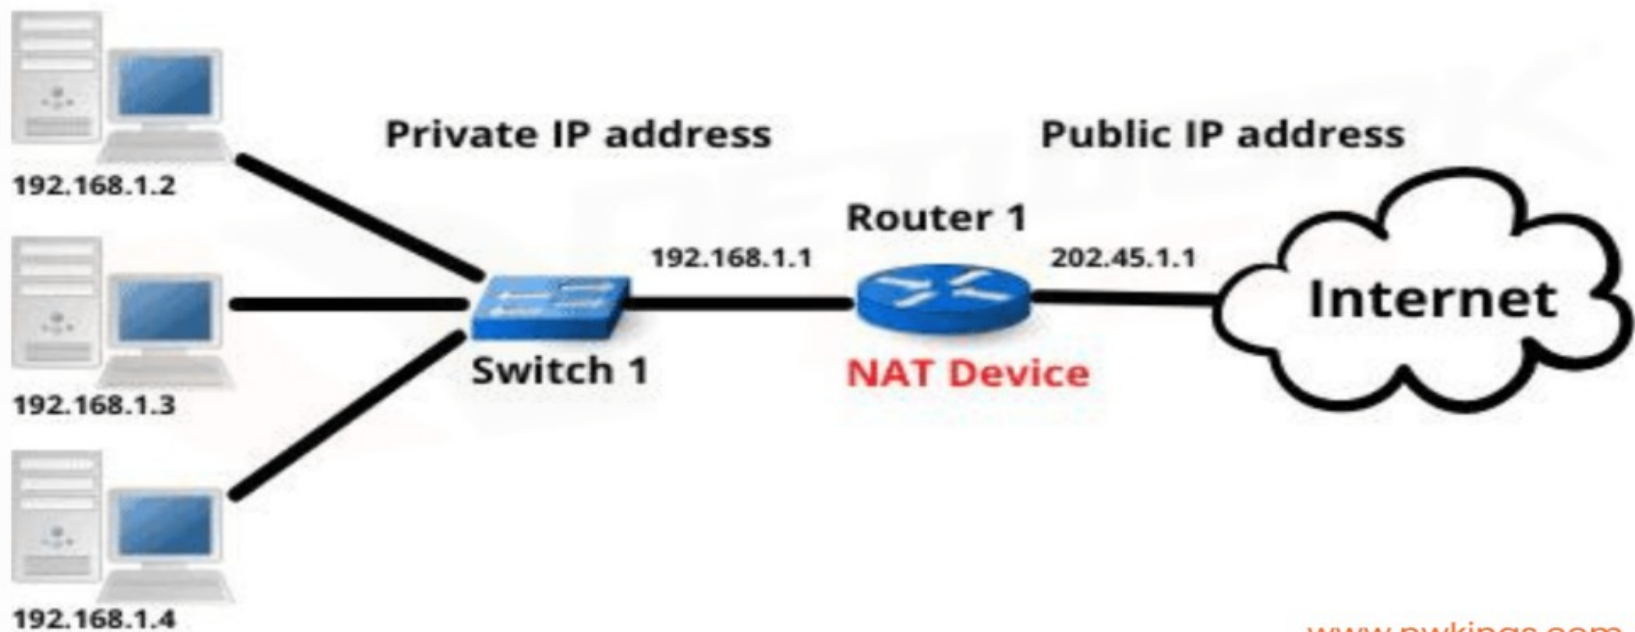 192.168.1.2
Private IP address
Public IP address
192.168.1.3
192.168.1.1
Router 1
202.45.1.1
Internet
Switch 1
NAT Device
192.168.1.4